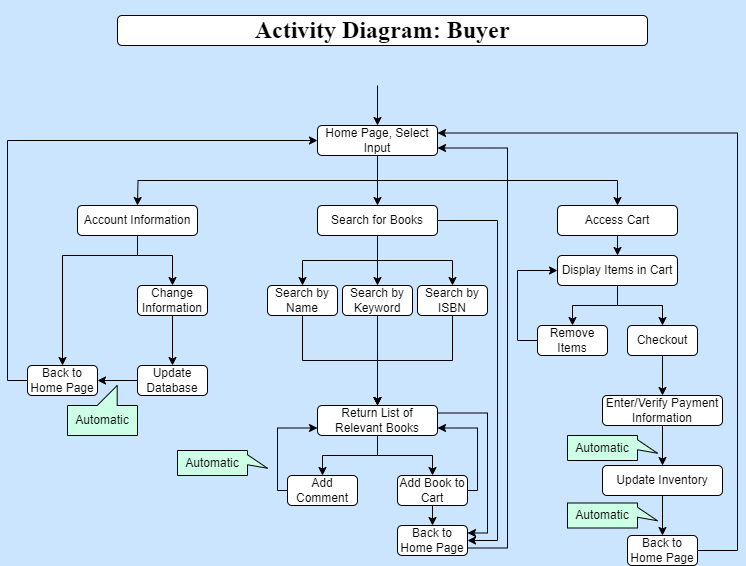 Activity Diagram: Buyer
Home Page, Select
Input
Account Information
Search for Books
Access Cart
Display Items in Cart
Change
Information
Search by
Name
Search by
Keyword
Search by
ISBN
Remove
Items
Checkout
Back to
Home Page
Update
Database
Automatic
Return List of
Relevant Books
Enter/Verify Payment
Information
Automatic
Automatic
Add
Comment
Add Book to
Cart
Update Inventory
Automatic
Back to
Home Page
Back to
Home Page